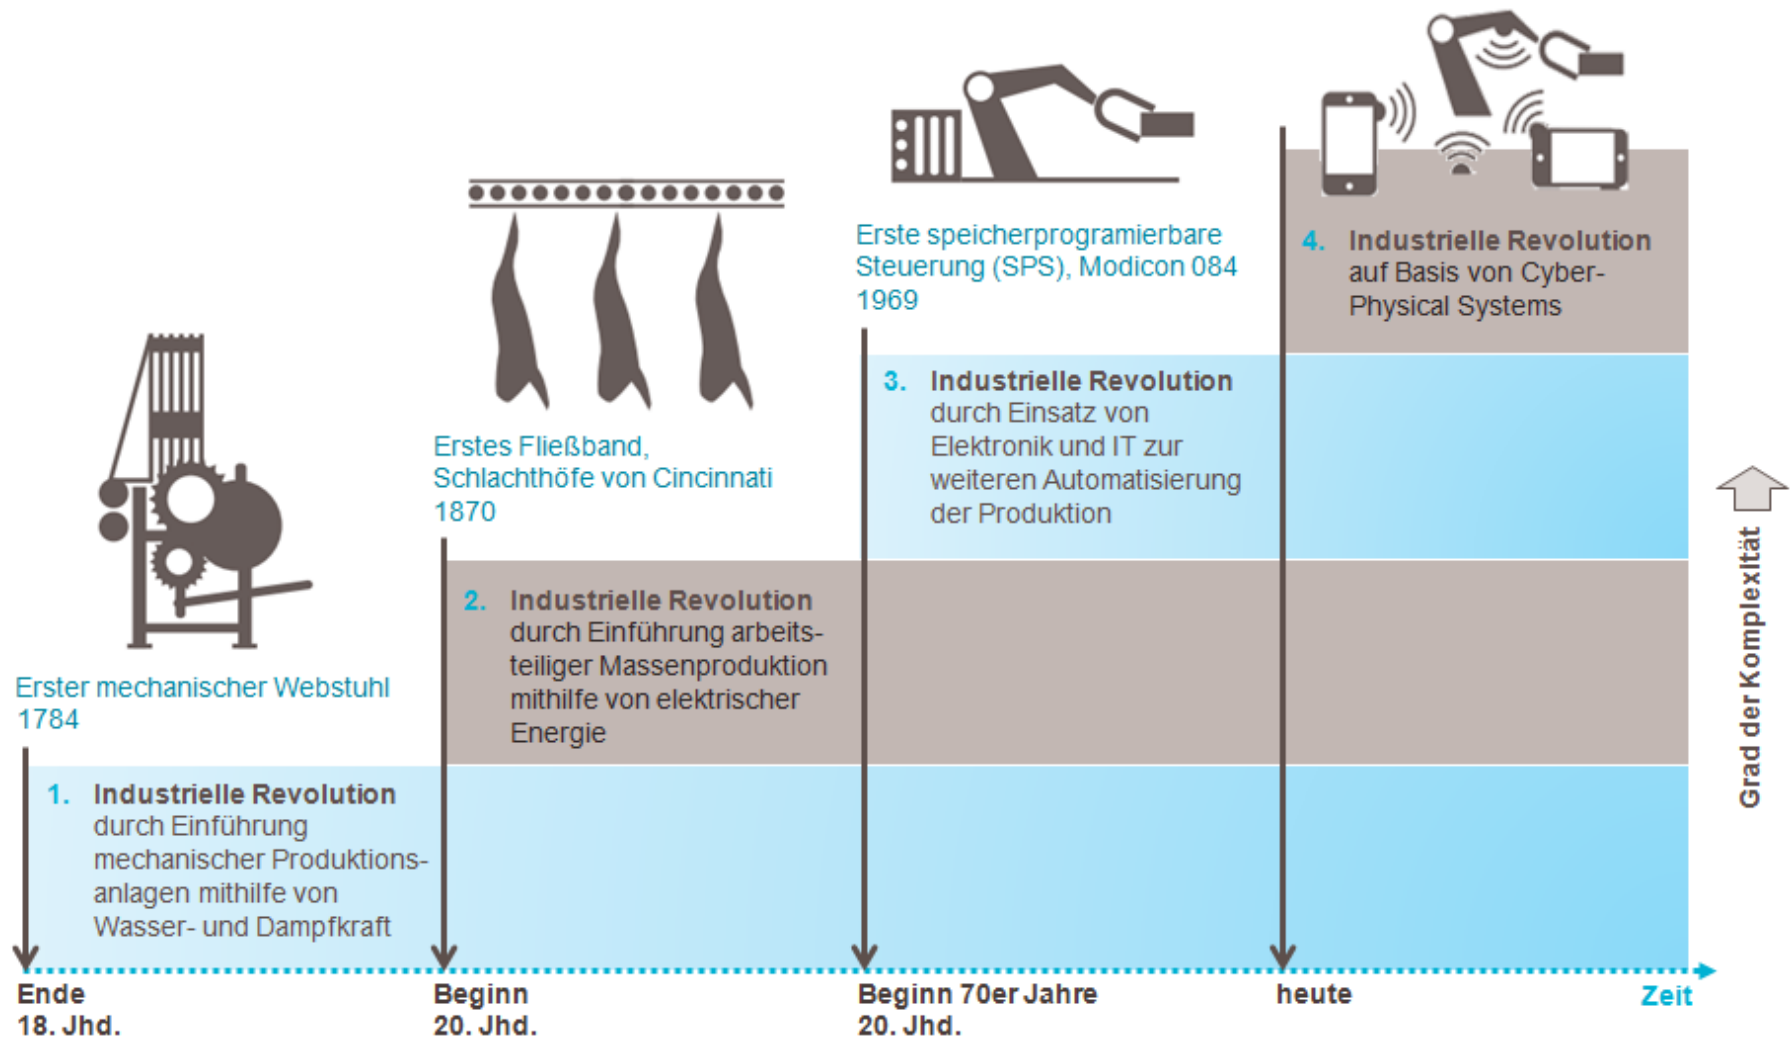 Erster mechanischer Webstuhl
1784
1. Industrielle Revolution
durch Einführung
mechanischer Produktions-
anlagen mithilfe von
Wasser- und Dampfkraft
Ende
18. Jhd.
Erstes Fließband,
Schlachthöfe von Cincinnati
1870
2. Industrielle Revolution
durch Einführung arbeits-
teiliger Massenproduktion
mithilfe von elektrischer
Energie
Beginn
20. Jhd.
Erste speicherprogramierbare
Steuerung (SPS), Modicon 084
1969
3. Industrielle Revolution
durch Einsatz von
Elektronik und IT zur
weiteren Automatisierung
der Produktion
Beginn 70er Jahre
20. Jhd.
4. Industrielle Revolution
auf Basis von Cyber-
Physical Systems
heute
Zeit
Grad der Komplexität